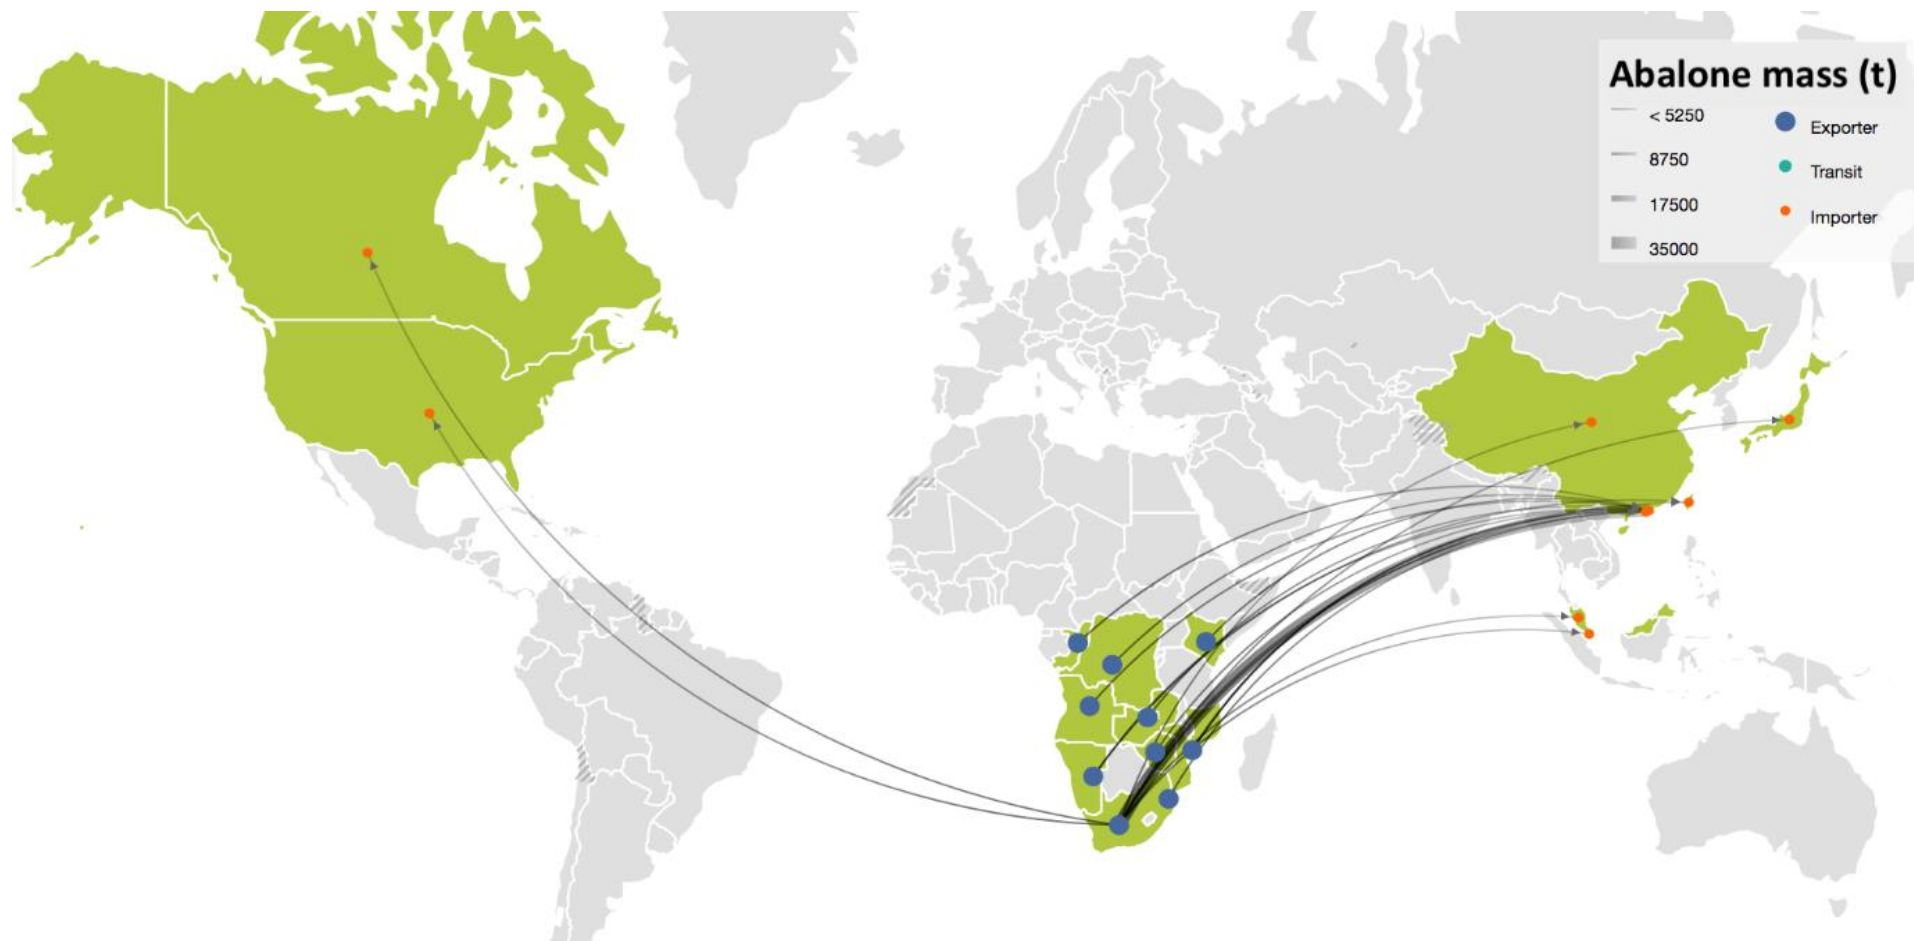 Abalone mass (t)
< 5250
Exporter
8750
Transit
17500
Importer
35000